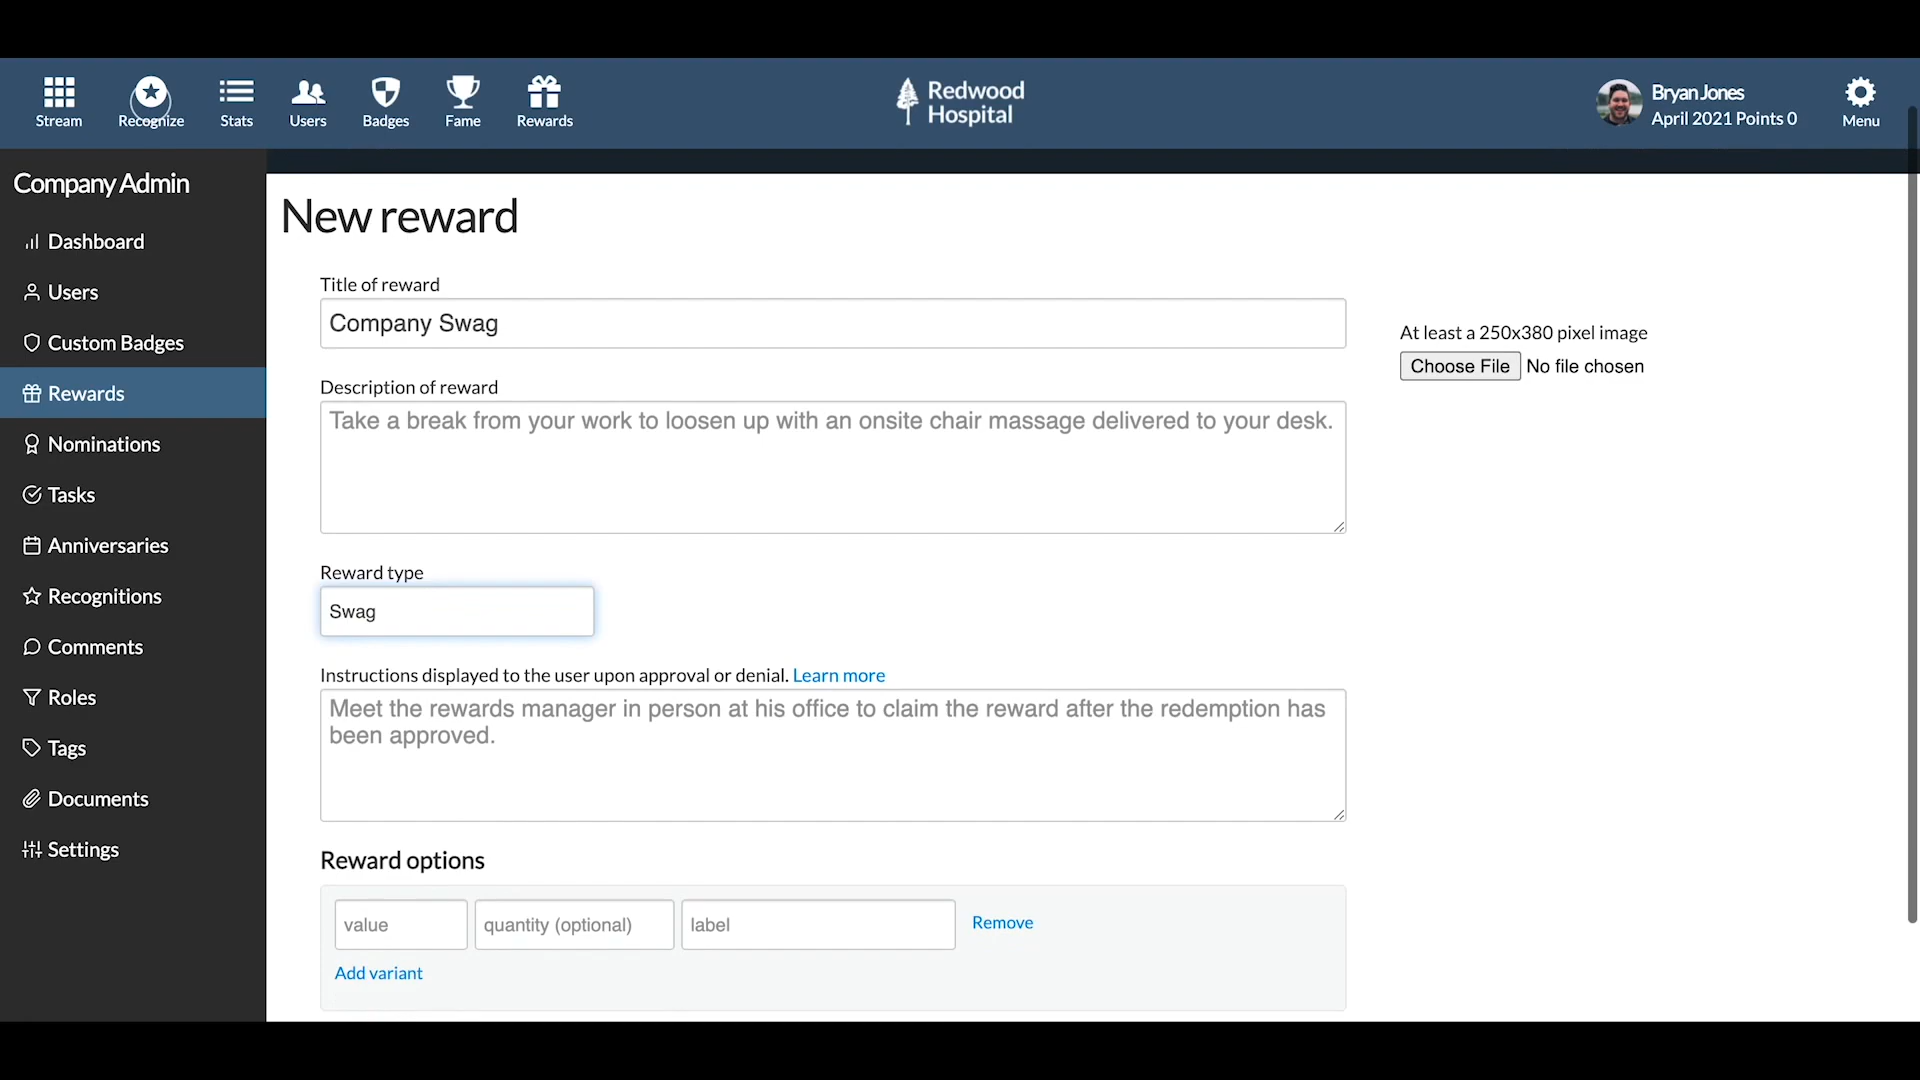 Stream
Recognize
Stats
Users
Badges
Fame
Rewards
Redwood
Hospital
Bryan Jones
April 2021 Points 0
Menu
Company Admin
Dashboard
Users
Custom Badges
Rewards
Nominations
Tasks
Anniversaries
Recognitions
Comments
Roles
Tags
Documents
Settings
New reward
Title of reward
Company Swag
At least a 250x380 pixel image
Choose File No file chosen
Description of reward
Take a break from your work to loosen up with an onsite chair massage delivered to your desk.
Reward type
Swag
Instructions displayed to the user upon approval or denial. Learn more
Meet the rewards manager in person at his office to claim the reward after the redemption has
been approved.
Reward options
value quantity (optional) label Remove
Add variant